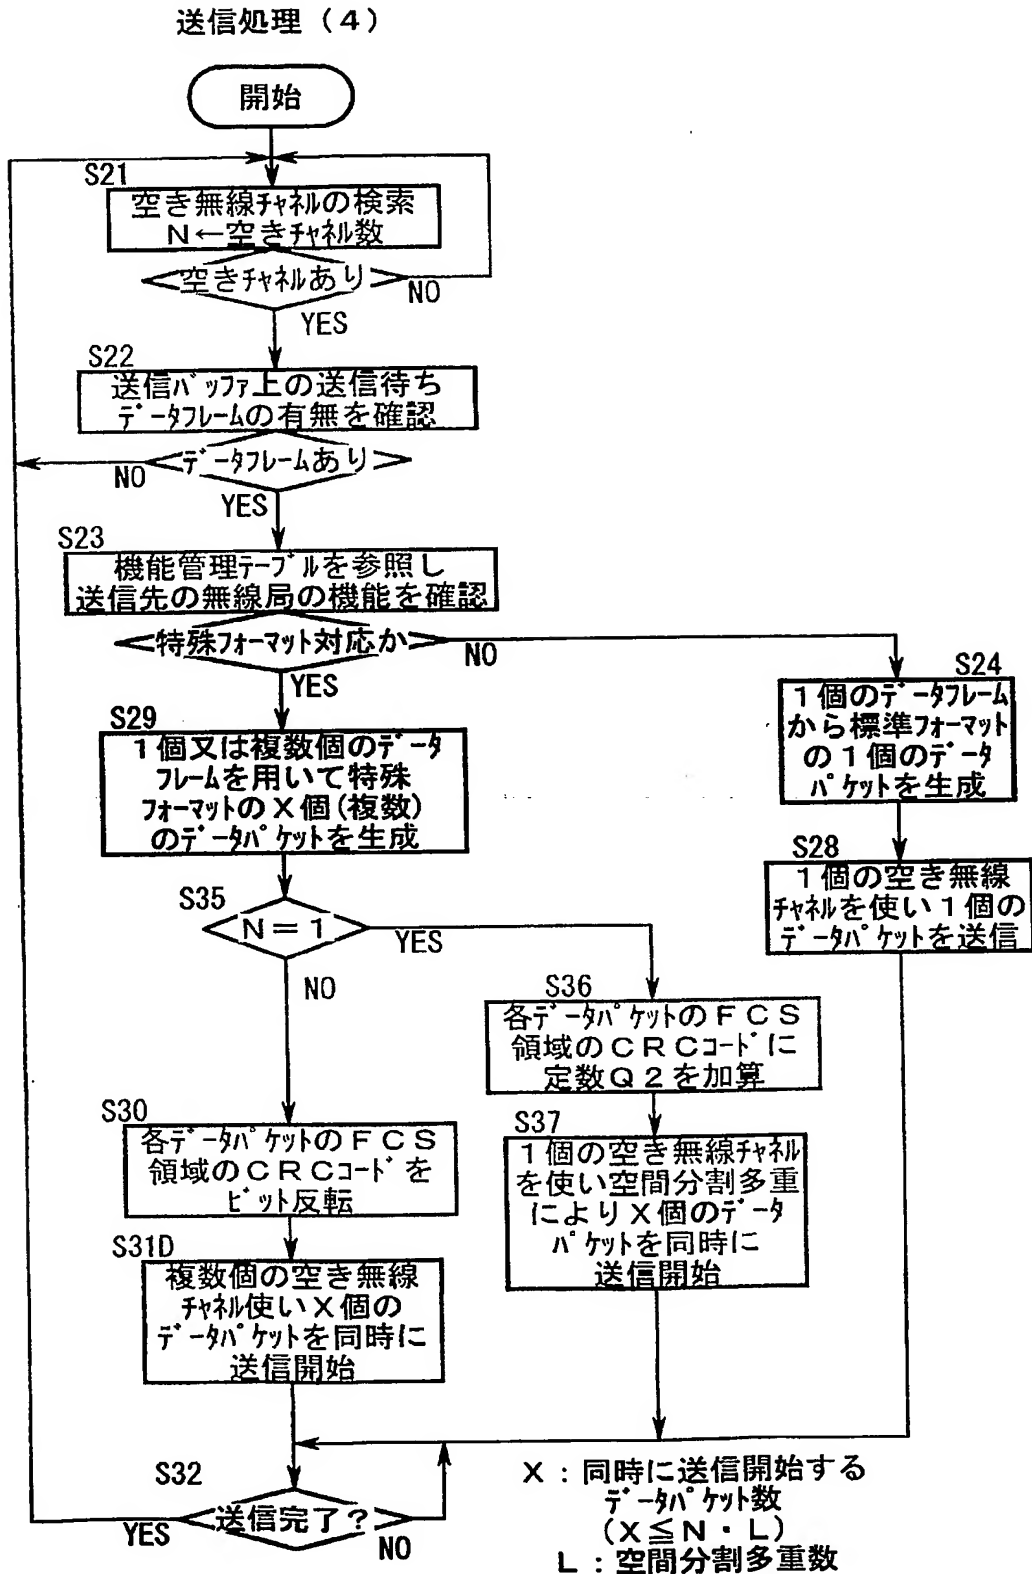 送信処理（４）
開始
S21
空き無線ﾁｬﾈﾙの検索
Ｎ←空きﾁｬﾈﾙ数
空きﾁｬﾈﾙあり
NO
YES
S22
送信ﾊﾞｯﾌｧ上の送信待ち
ﾃﾞｰﾀﾌﾚｰﾑの有無を確認
ﾃﾞｰﾀﾌﾚｰﾑあり
NO
YES
S23
機能管理ﾃｰﾌﾞﾙを参照し
送信先の無線局の機能を確認
特殊ﾌｫｰﾏｯﾄ対応か
NO
YES
S24
１個のﾃﾞｰﾀﾌﾚｰﾑ
から標準ﾌｫｰﾏｯﾄ
の１個のﾃﾞｰﾀ
ﾊﾟｹｯﾄを生成
S29
１個又は複数個のﾃﾞｰﾀ
ﾌﾚｰﾑを用いて特殊
ﾌｫｰﾏｯﾄのＸ個(複数)
のﾃﾞｰﾀﾊﾟｹｯﾄを生成
S28
１個の空き無線
ﾁｬﾈﾙを使い１個の
ﾃﾞｰﾀﾊﾟｹｯﾄを送信
S35
Ｎ＝１
YES
NO
S36
各ﾃﾞｰﾀﾊﾟｹｯﾄのＦＣＳ
領域のＣＲＣｺｰﾄﾞに
定数Ｑ２を加算
S30
各ﾃﾞｰﾀﾊﾟｹｯﾄのＦＣＳ
領域のＣＲＣｺｰﾄﾞを
ﾋﾞｯﾄ反転
S37
１個の空き無線ﾁｬﾈﾙ
を使い空間分割多重
によりＸ個のﾃﾞｰﾀ
ﾊﾟｹｯﾄを同時に
送信開始
S31D
複数個の空き無線
ﾁｬﾈﾙ使いＸ個の
ﾃﾞｰﾀﾊﾟｹｯﾄを同時に
送信開始
S32
送信完了？
YES
NO
Ｘ：同時に送信開始する
ﾃﾞｰﾀﾊﾟｹｯﾄ数
（Ｘ≦Ｎ・Ｌ）
Ｌ：空間分割多重数